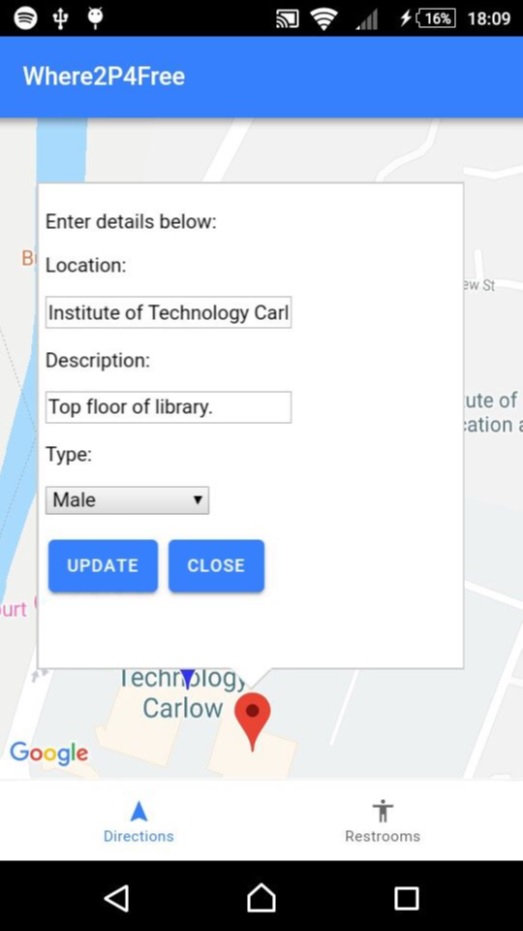 16% 18:09
Where2P4Free
Enter details below:
Location:
Institute of Technology Carl
Description:
Top floor of library.
Type:
Male
UPDATE CLOSE
ew St
ute of
cation a
urt
Technology
Carlow
Google
Directions Restrooms